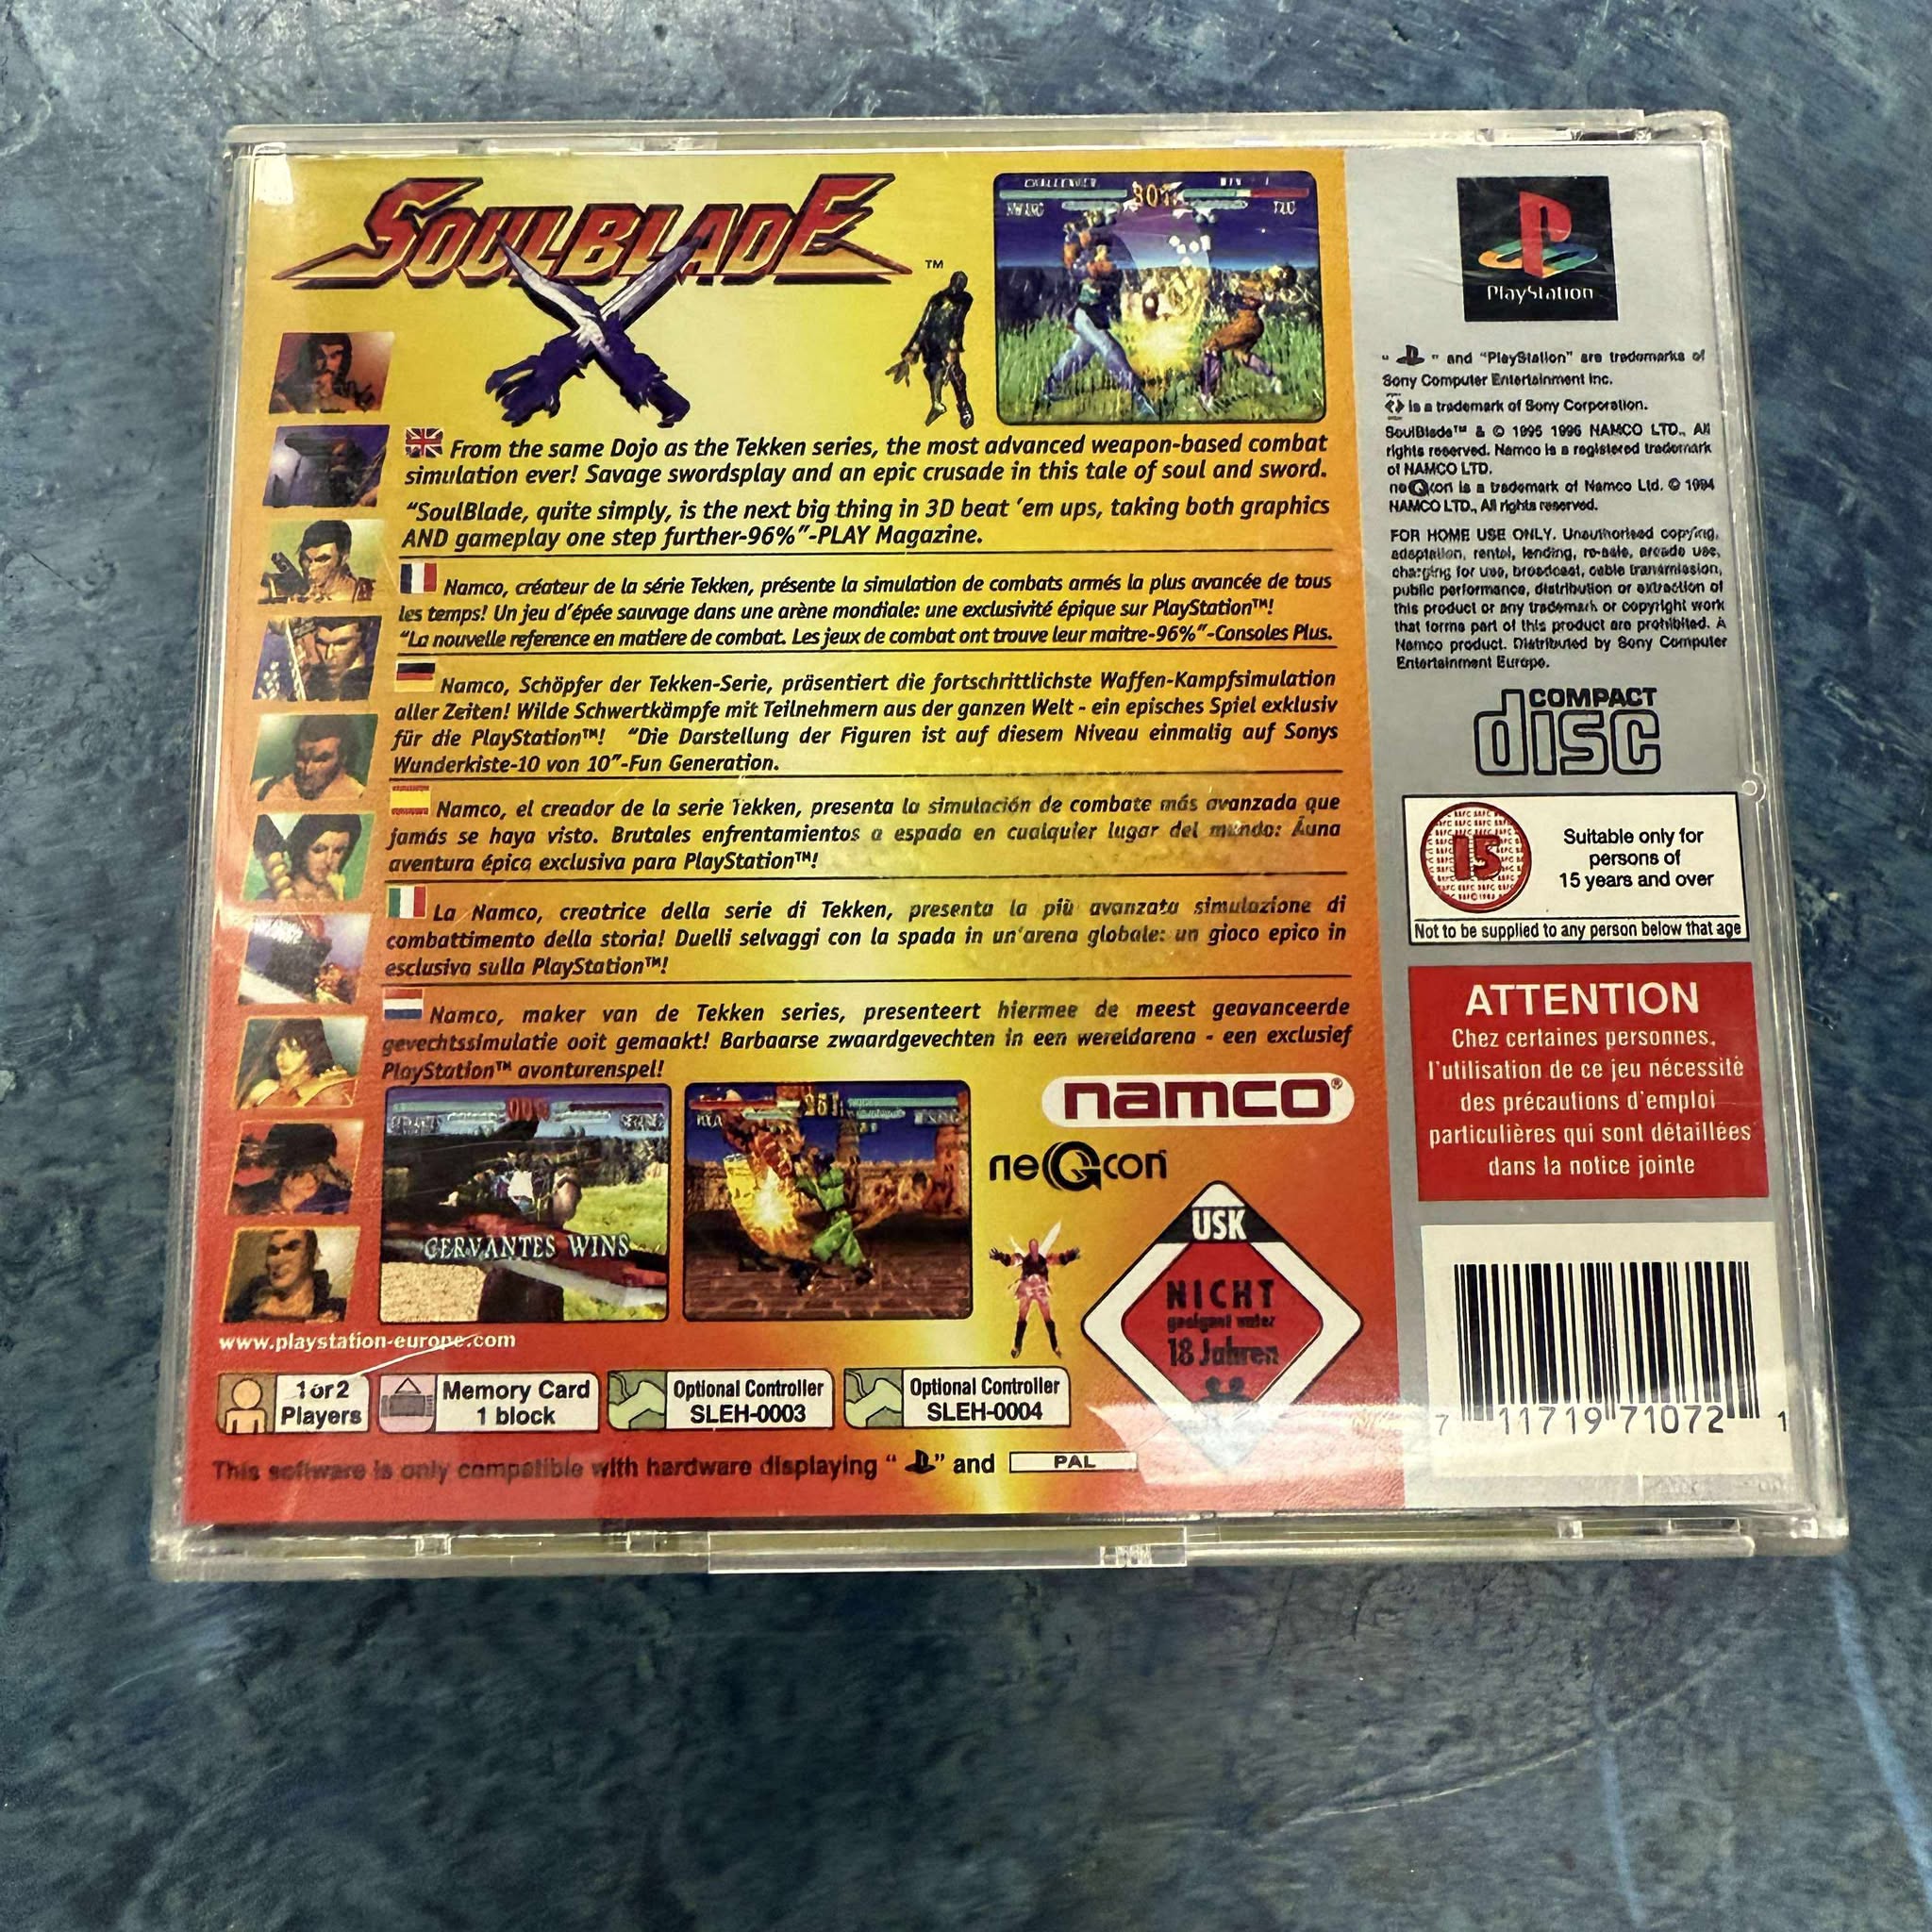 SOULBLADE
TM
From the same Dojo as the Tekken series, the most advanced weapon-based combat
simulation ever! Savage swordsplay and an epic crusade in this tale of soul and sword.
“SoulBlade, quite simply, is the next big thing in 3D beat ’em ups, taking both graphics
AND gameplay one step further-96%”-PLAY Magazine.
Namco, créateur de la série Tekken, présente la simulation de combats armés la plus avancée de tous
les temps! Un jeu d’épée sauvage dans une arène mondiale: une exclusivité épique sur PlayStation™!
“La nouvelle reference en matiere de combat. Les jeux de combat ont trouve leur maitre-96%”-Consoles Plus.
Namco, Schöpfer der Tekken-Serie, präsentiert die fortschrittlichste Waffen-Kampfsimulation
aller Zeiten! Wilde Schwertkämpfe mit Teilnehmern aus der ganzen Welt - ein episches Spiel exklusiv
für die PlayStation™! “Die Darstellung der Figuren ist auf diesem Niveau einmalig auf Sonys
Wunderkiste-10 von 10”-Fun Generation.
Namco, el creador de la serie Tekken, presenta la simulación de combate más avanzada que
jamás se haya visto. Brutales enfrentamientos a espada en cualquier lugar del mundo: Áuna
aventura épica exclusiva para PlayStation™!
La Namco, creatrice della serie di Tekken, presenta la più avanzata simulazione di
combattimento della storia! Duelli selvaggi con la spada in un’arena globale: un gioco epico in
esclusiva sulla PlayStation™!
Namco, maker van de Tekken series, presenteert hiermee de meest geavanceerde
gevechtssimulatie ooit gemaakt! Barbaarse zwaardgevechten in een wereldarena - een exclusief
PlayStation™ avonturenspel!
CERVANTES WINS
namco®
neGcon
USK
NICHT
geeignet unter
18 Jahren
www.playstation-europe.com
1 or 2
Players
Memory Card
1 block
Optional Controller
SLEH-0003
Optional Controller
SLEH-0004
This software is only compatible with hardware displaying “ ” and PAL
PlayStation
“ ” and “PlayStation” are trademarks of
Sony Computer Entertainment Inc.
is a trademark of Sony Corporation.
SoulBlade™ & © 1995 1996 NAMCO LTD., All
rights reserved. Namco is a registered trademark
of NAMCO LTD.
neGcon is a trademark of Namco Ltd. © 1994
NAMCO LTD., All rights reserved.
FOR HOME USE ONLY. Unauthorised copying,
adaptation, rental, lending, re-sale, arcade use,
charging for use, broadcast, cable transmission,
public performance, distribution or extraction of
this product or any trademark or copyright work
that forms part of this product are prohibited. A
Namco product. Distributed by Sony Computer
Entertainment Europe.
COMPACT
disc
15
Suitable only for
persons of
15 years and over
Not to be supplied to any person below that age
ATTENTION
Chez certaines personnes,
l’utilisation de ce jeu nécessite
des précautions d’emploi
particulières qui sont détaillées
dans la notice jointe
7 11719 71072 1